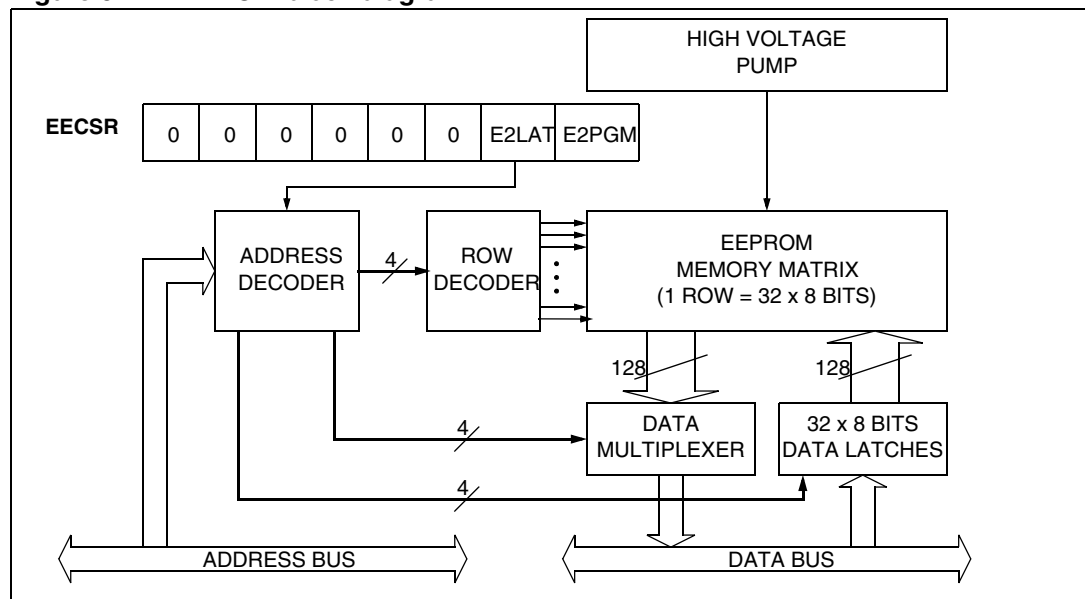 HIGH VOLTAGE
PUMP
EECSR 0 0 0 0 0 0 E2LAT E2PGM
ADDRESS
DECODER
4
ROW
DECODER
EEPROM
MEMORY MATRIX
(1 ROW = 32 x 8 BITS)
128
128
4
DATA
MULTIPLEXER
32 x 8 BITS
DATA LATCHES
4
ADDRESS BUS
DATA BUS